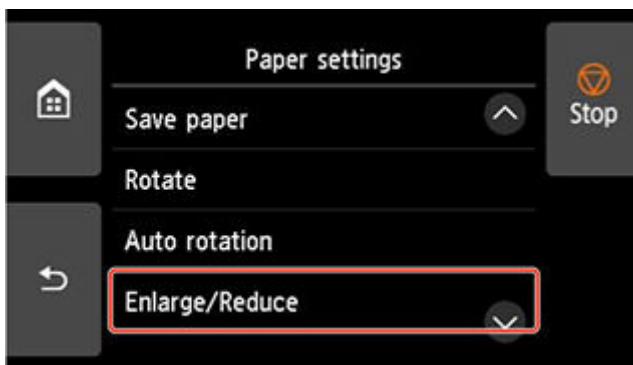 Paper settings
Save paper
Stop
Rotate
Auto rotation
Enlarge/Reduce